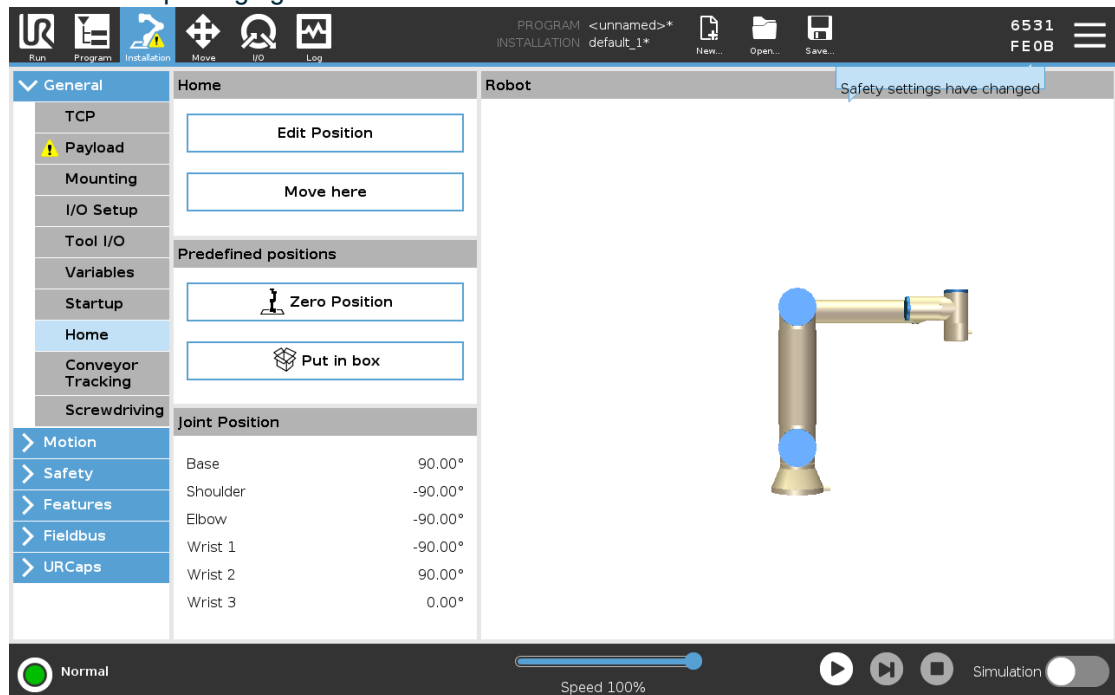 PROGRAM <unnamed>*
INSTALLATION default_1*
6531
FE0B
Run Program Installation Move I/O Log New... Open... Save...
General
Home
Robot
Safety settings have changed
TCP
Payload
Mounting
I/O Setup
Tool I/O
Variables
Startup
Home
Conveyor
Tracking
Screwdriving
Motion
Safety
Features
Fieldbus
URCaps
Edit Position
Move here
Predefined positions
Zero Position
Put in box
Joint Position
Base 90.00°
Shoulder -90.00°
Elbow -90.00°
Wrist 1 -90.00°
Wrist 2 90.00°
Wrist 3 0.00°
Normal
Speed 100%
Simulation